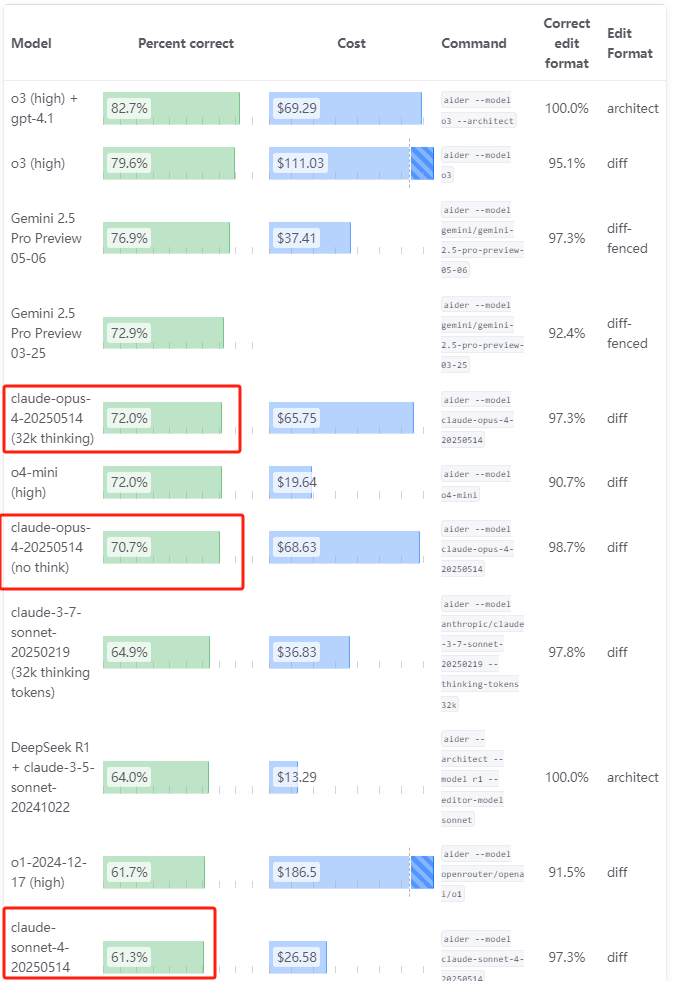 Model Percent correct Cost Command Correct edit format Edit Format
o3 (high) +
gpt-4.1
82.7%
$69.29
aider --model
o3 --architect
100.0%
architect
o3 (high)
79.6%
$111.03
aider --model
o3
95.1%
diff
Gemini 2.5
Pro Preview
05-06
76.9%
$37.41
aider --model
gemini/gemini-
2.5-pro-preview-
05-06
97.3%
diff-
fenced
Gemini 2.5
Pro Preview
03-25
72.9%
aider --model
gemini/gemini-
2.5-pro-preview-
03-25
92.4%
diff-
fenced
claude-opus-
4-20250514
(32k thinking)
72.0%
$65.75
aider --model
claude-opus-4-
20250514
97.3%
diff
o4-mini
(high)
72.0%
$19.64
aider --model
o4-mini
90.7%
diff
claude-opus-
4-20250514
(no think)
70.7%
$68.63
aider --model
claude-opus-4-
20250514
98.7%
diff
claude-3-7-
sonnet-
20250219
(32k thinking
tokens)
64.9%
$36.83
aider --model
anthropic/claude
-3-7-sonnet-
20250219 --
thinking-tokens
32k
97.8%
diff
DeepSeek R1
+ claude-3-5-
sonnet-
20241022
64.0%
$13.29
aider --
architect --
model r1 --
editor-model
sonnet
100.0%
architect
o1-2024-12-
17 (high)
61.7%
$186.5
aider --model
openrouter/opena
i/o1
91.5%
diff
claude-
sonnet-4-
20250514
61.3%
$26.58
aider --model
claude-sonnet-4-
20250514
97.3%
diff